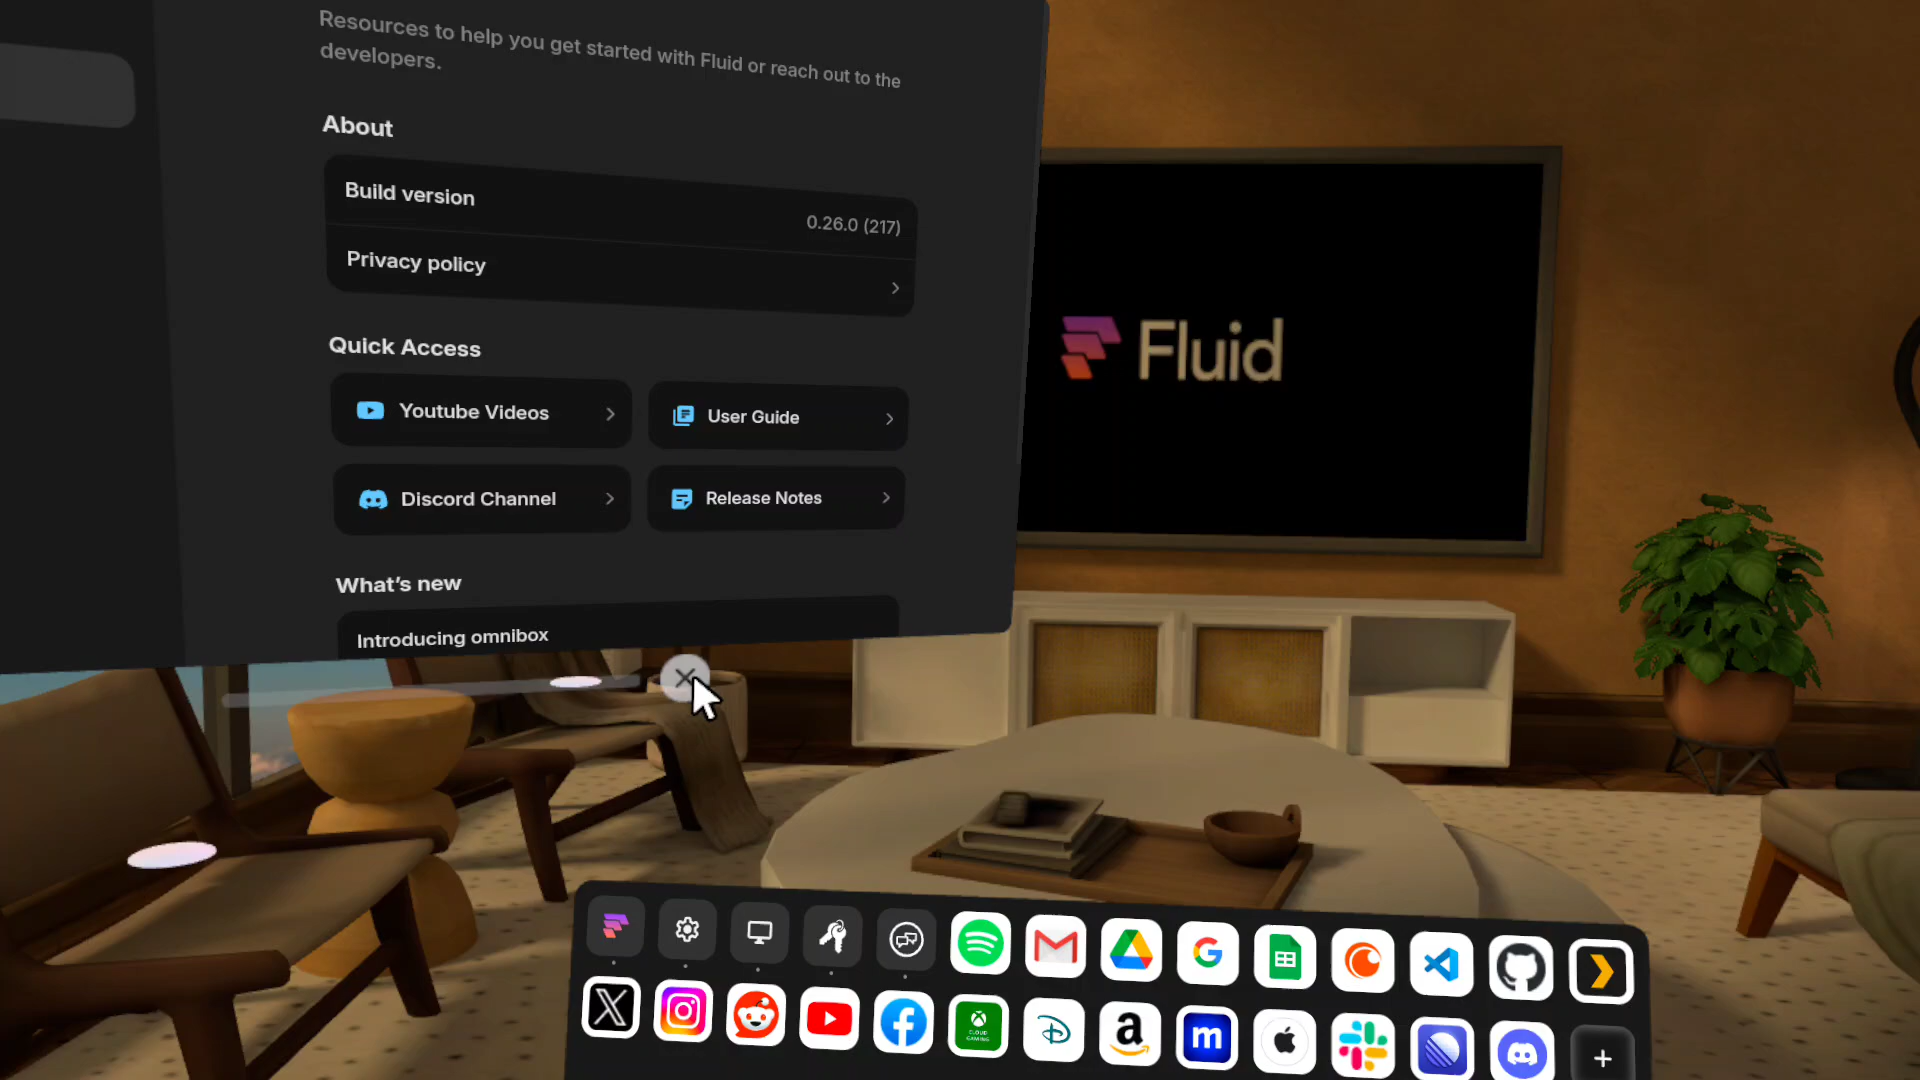 Resources to help you get started with Fluid or reach out to the
developers.
About
Build version
0.26.0 (217)
Privacy policy
Quick Access
Youtube Videos
User Guide
Discord Channel
Release Notes
What's new
Introducing omnibox
Fluid
CLOUD GAMING
a
m